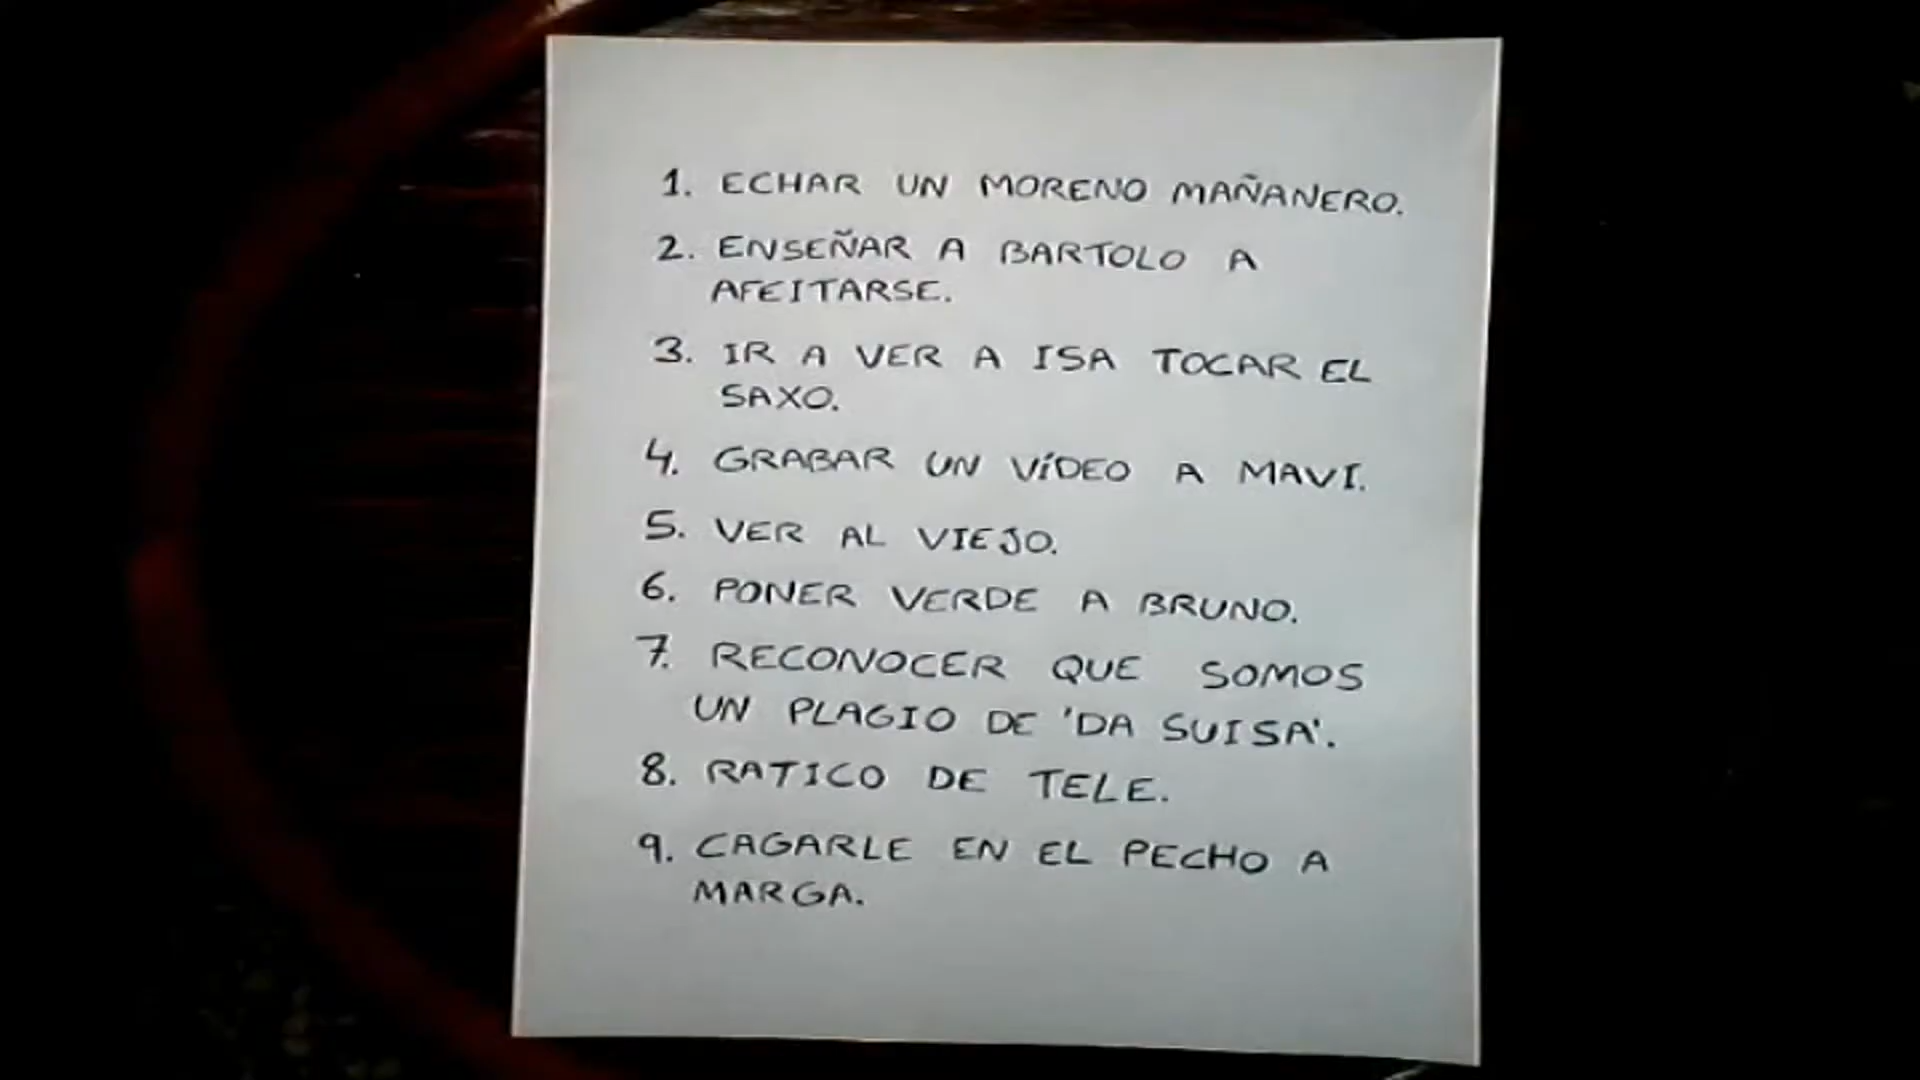 1. ECHAR UN MORENO MAÑANERO.
2. ENSEÑAR A BARTOLO A
AFEITARSE.
3. IR A VER A ISA TOCAR EL
SAXO.
4. GRABAR UN VÍDEO A MAVI.
5. VER AL VIEJO.
6. PONER VERDE A BRUNO.
7. RECONOCER QUE SOMOS
UN PLAGIO DE 'DA SUISA'.
8. RATICO DE TELE.
9. CAGARLE EN EL PECHO A
MARGA.